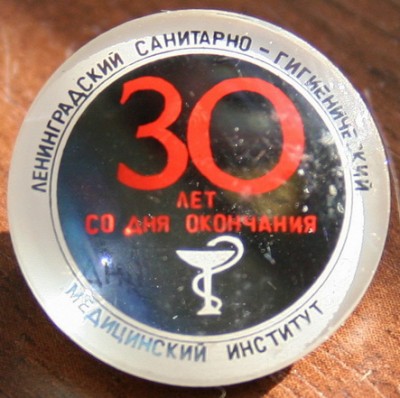 ЛЕНИНГРАДСКИЙ САНИТАРНО-ГИГИЕНИЧЕСКИЙ
30
ЛЕТ
СО ДНЯ ОКОНЧАНИЯ
МЕДИЦИНСКИЙ ИНСТИТУТ